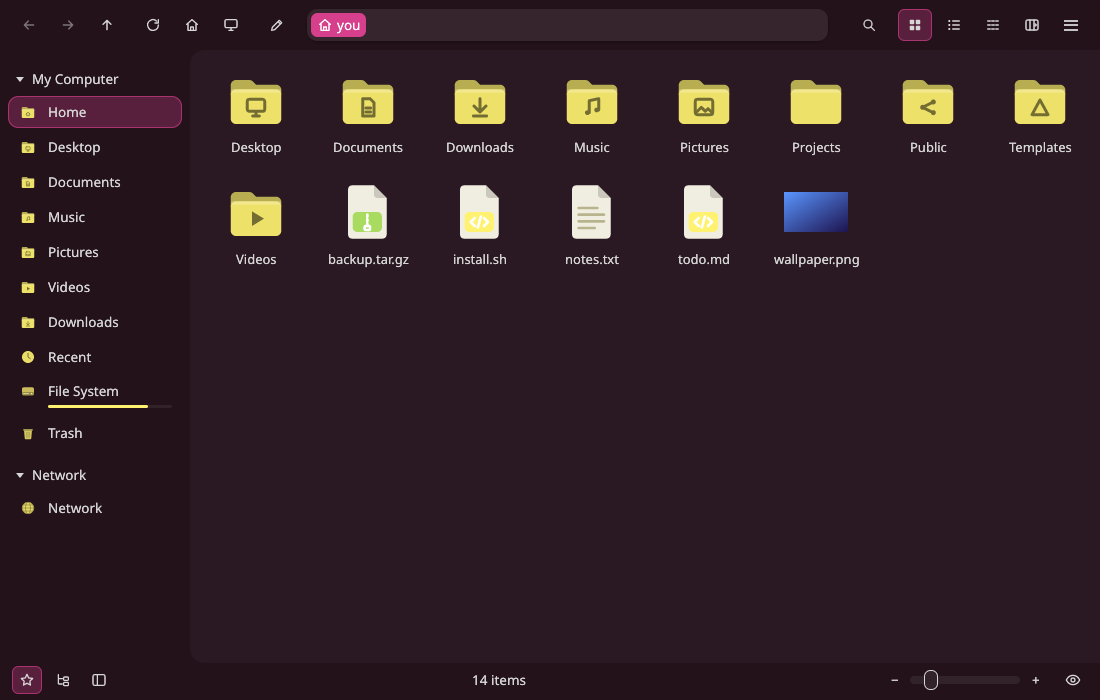 you
My Computer
Home
Desktop
Documents
Music
Pictures
Videos
Downloads
Recent
File System
Trash
Network
Network
Desktop
Documents
Downloads
Music
Pictures
Projects
Public
Templates
Videos
backup.tar.gz
install.sh
notes.txt
todo.md
wallpaper.png
14 items